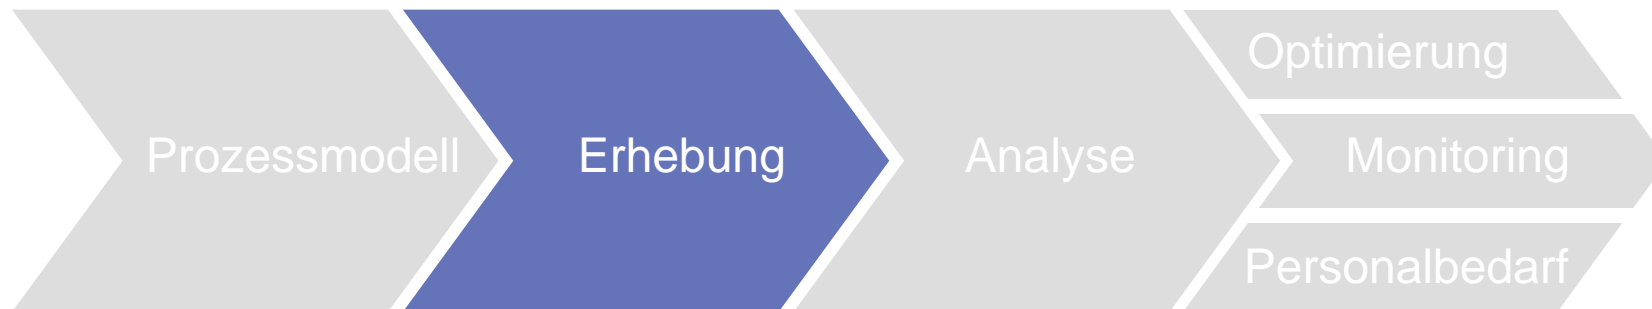 Prozessmodell
Erhebung
Analyse
Optimierung
Monitoring
Personalbedarf